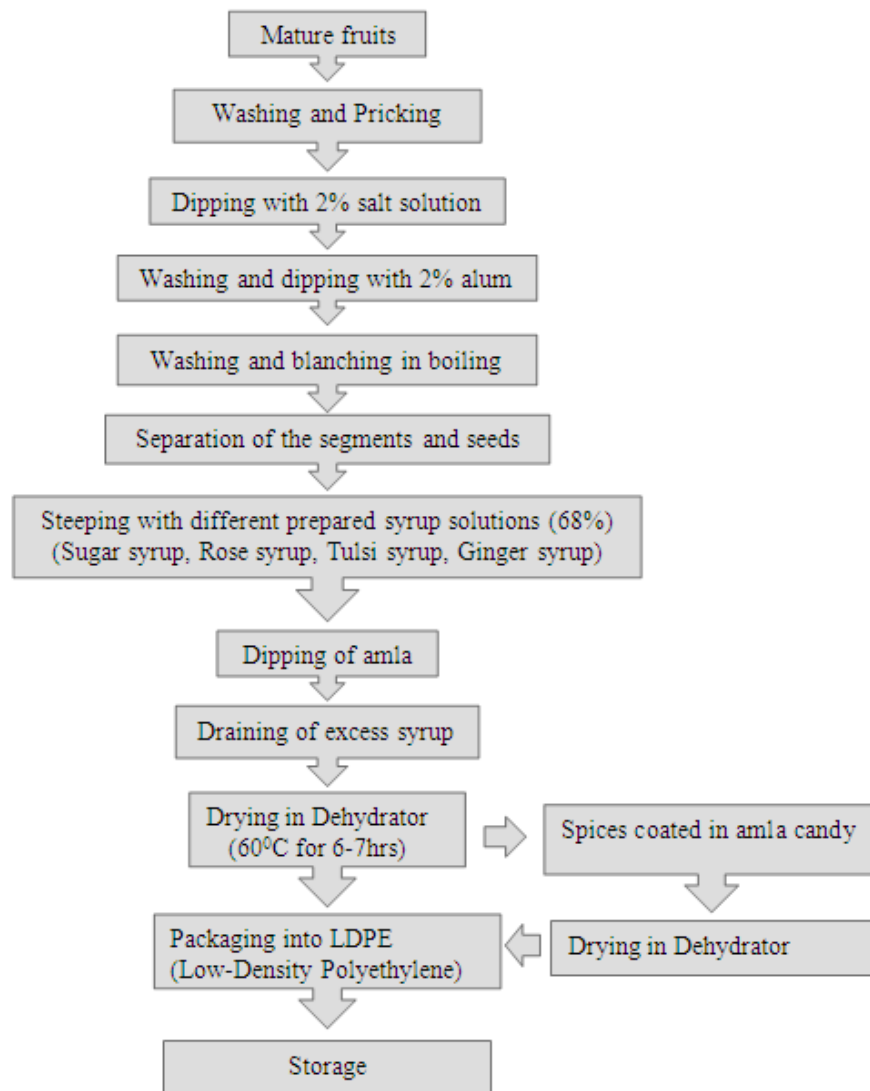 Mature fruits
Washing and Pricking
Dipping with 2% salt solution
Washing and dipping with 2% alum
Washing and blanching in boiling
Separation of the segments and seeds
Steeping with different prepared syrup solutions (68%)
(Sugar syrup, Rose syrup, Tulsi syrup, Ginger syrup)
Dipping of amla
Draining of excess syrup
Drying in Dehydrator
(60⁰C for 6-7hrs)
Spices coated in amla candy
Drying in Dehydrator
Packaging into LDPE
(Low-Density Polyethylene)
Storage